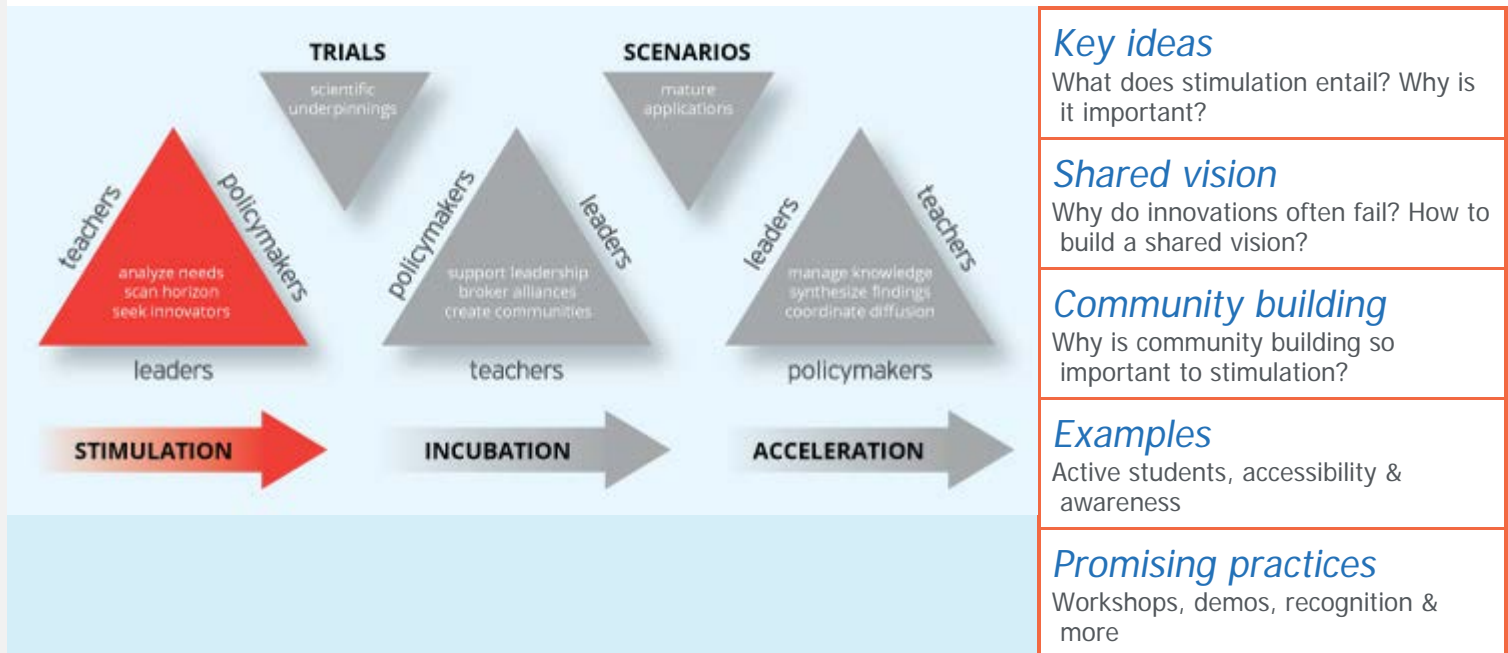 TRIALS
scientific
underpinnings
SCENARIOS
mature
applications
teachers
policymakers
analyze needs
scan horizon
seek innovators
leaders
policymakers
leaders
support leadership
broker alliances
create communities
teachers
leaders
teachers
manage knowledge
synthesize findings
coordinate diffusion
policymakers
STIMULATION
INCUBATION
ACCELERATION
Key ideas
What does stimulation entail? Why is
it important?
Shared vision
Why do innovations often fail? How to
build a shared vision?
Community building
Why is community building so
important to stimulation?
Examples
Active students, accessibility &
awareness
Promising practices
Workshops, demos, recognition &
more